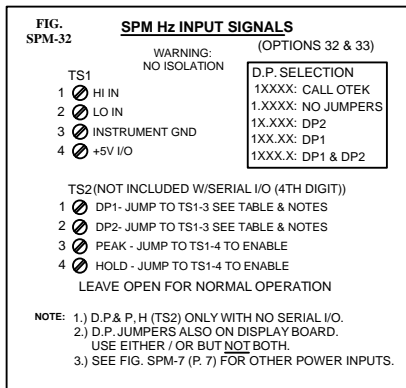 FIG.
SPM-32
SPM Hz INPUT SIGNALS
(OPTIONS 32 & 33)
WARNING:
NO ISOLATION
TS1
1 HI IN
2 LO IN
3 INSTRUMENT GND
4 +5V I/O
D.P. SELECTION
1XXXX: CALL OTEK
1.XXXX: NO JUMPERS
1X.XXX: DP2
1XX.XX: DP1
1XXX.X: DP1 & DP2
TS2(NOT INCLUDED W/SERIAL I/O (4TH DIGIT))
1 DP1- JUMP TO TS1-3 SEE TABLE & NOTES
2 DP2- JUMP TO TS1-3 SEE TABLE & NOTES
3 PEAK - JUMP TO TS1-4 TO ENABLE
4 HOLD - JUMP TO TS1-4 TO ENABLE
LEAVE OPEN FOR NORMAL OPERATION
NOTE: 1.) D.P.& P, H (TS2) ONLY WITH NO SERIAL I/O.
2.) D.P. JUMPERS ALSO ON DISPLAY BOARD.
USE EITHER / OR BUT NOT BOTH.
3.) SEE FIG. SPM-7 (P. 7) FOR OTHER POWER INPUTS.